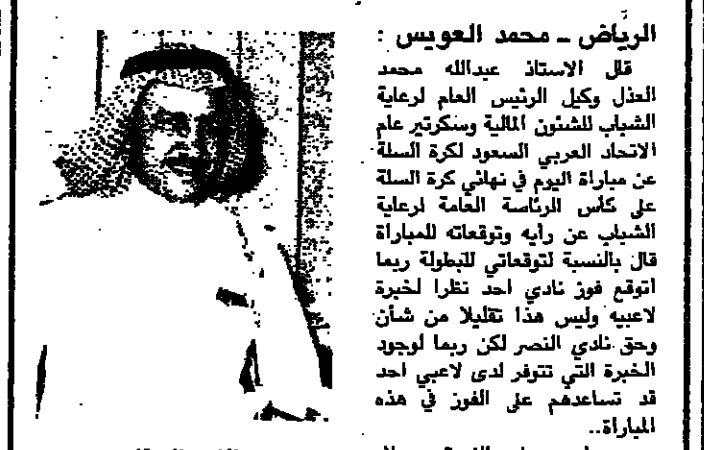 الرياض ــ محمد العويس :
قال الاستاذ عبدالله محمد
العذل وكيل الرئيس العام لرعاية
الشباب للشئون المالية وسكرتير عام
الاتحاد العربي السعود لكرة السلة
عن مباراة اليوم في نهائي كرة السلة
على كأس الرئاسة العامة لرعاية
الشباب عن رايه وتوقعاته للمباراة
قال بالنسبة لتوقعاتي للبطولة ربما
اتوقع فوز نادي احد نظرا لخبرة
لاعبيه وليس هذا تقليلا من شأن
وحق نادي النصر لكن ربما لوجود
الخبرة التي تتوفر لدى لاعبي احد
قد تساعدهم على الفوز في هذه
المباراة..